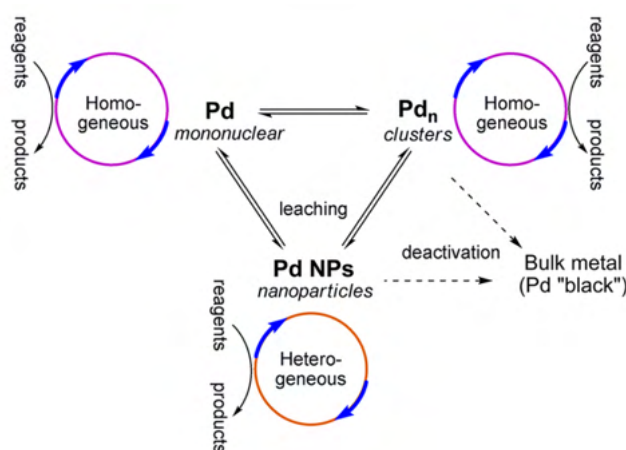 reagents
products
Homo-
geneous
Pd
mononuclear
Pdn
clusters
Homo-
geneous
reagents
products
leaching
deactivation
Pd NPs
nanoparticles
Bulk metal
(Pd "black")
reagents
products
Hetero-
geneous